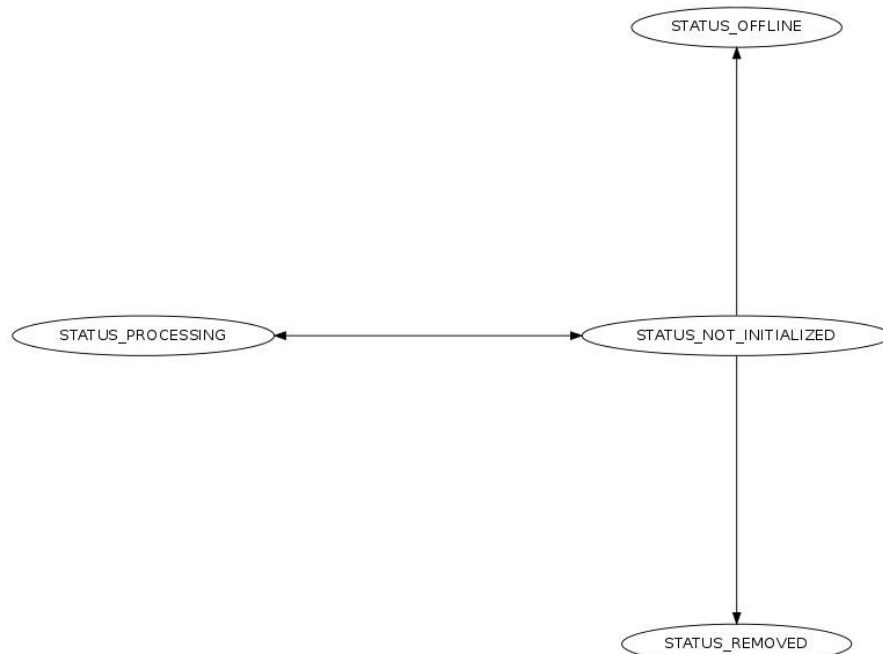 STATUS_OFFLINE
STATUS_PROCESSING
STATUS_NOT_INITIALIZED
STATUS_REMOVED